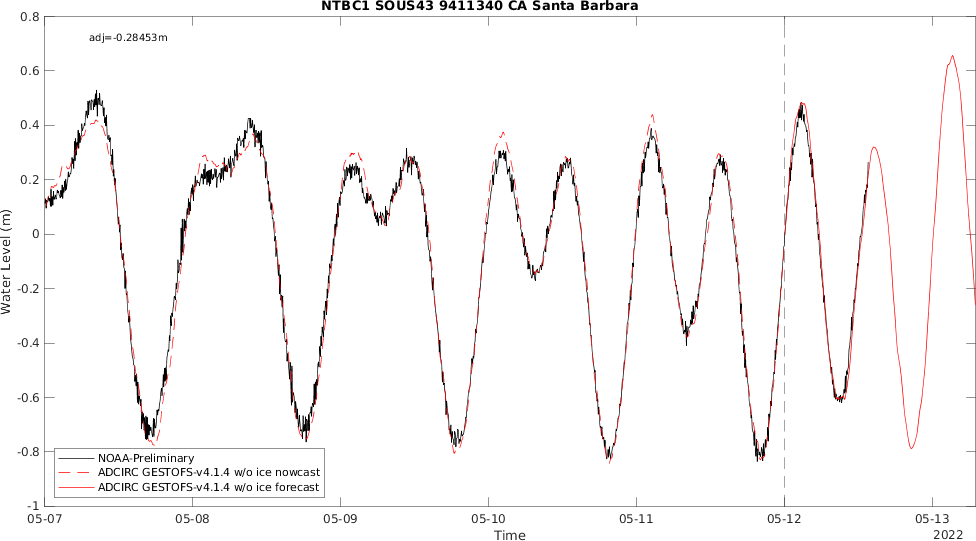 NTBC1 SOUS43 9411340 CA Santa Barbara
adj=-0.28453m
0.8
0.6
0.4
0.2
0
-0.2
-0.4
-0.6
-0.8
-1
Water Level (m)
NOAA-Preliminary
ADCIRC GESTOFS-v4.1.4 w/o ice nowcast
ADCIRC GESTOFS-v4.1.4 w/o ice forecast
05-07 05-08 05-09 05-10 05-11 05-12 05-13
Time
2022